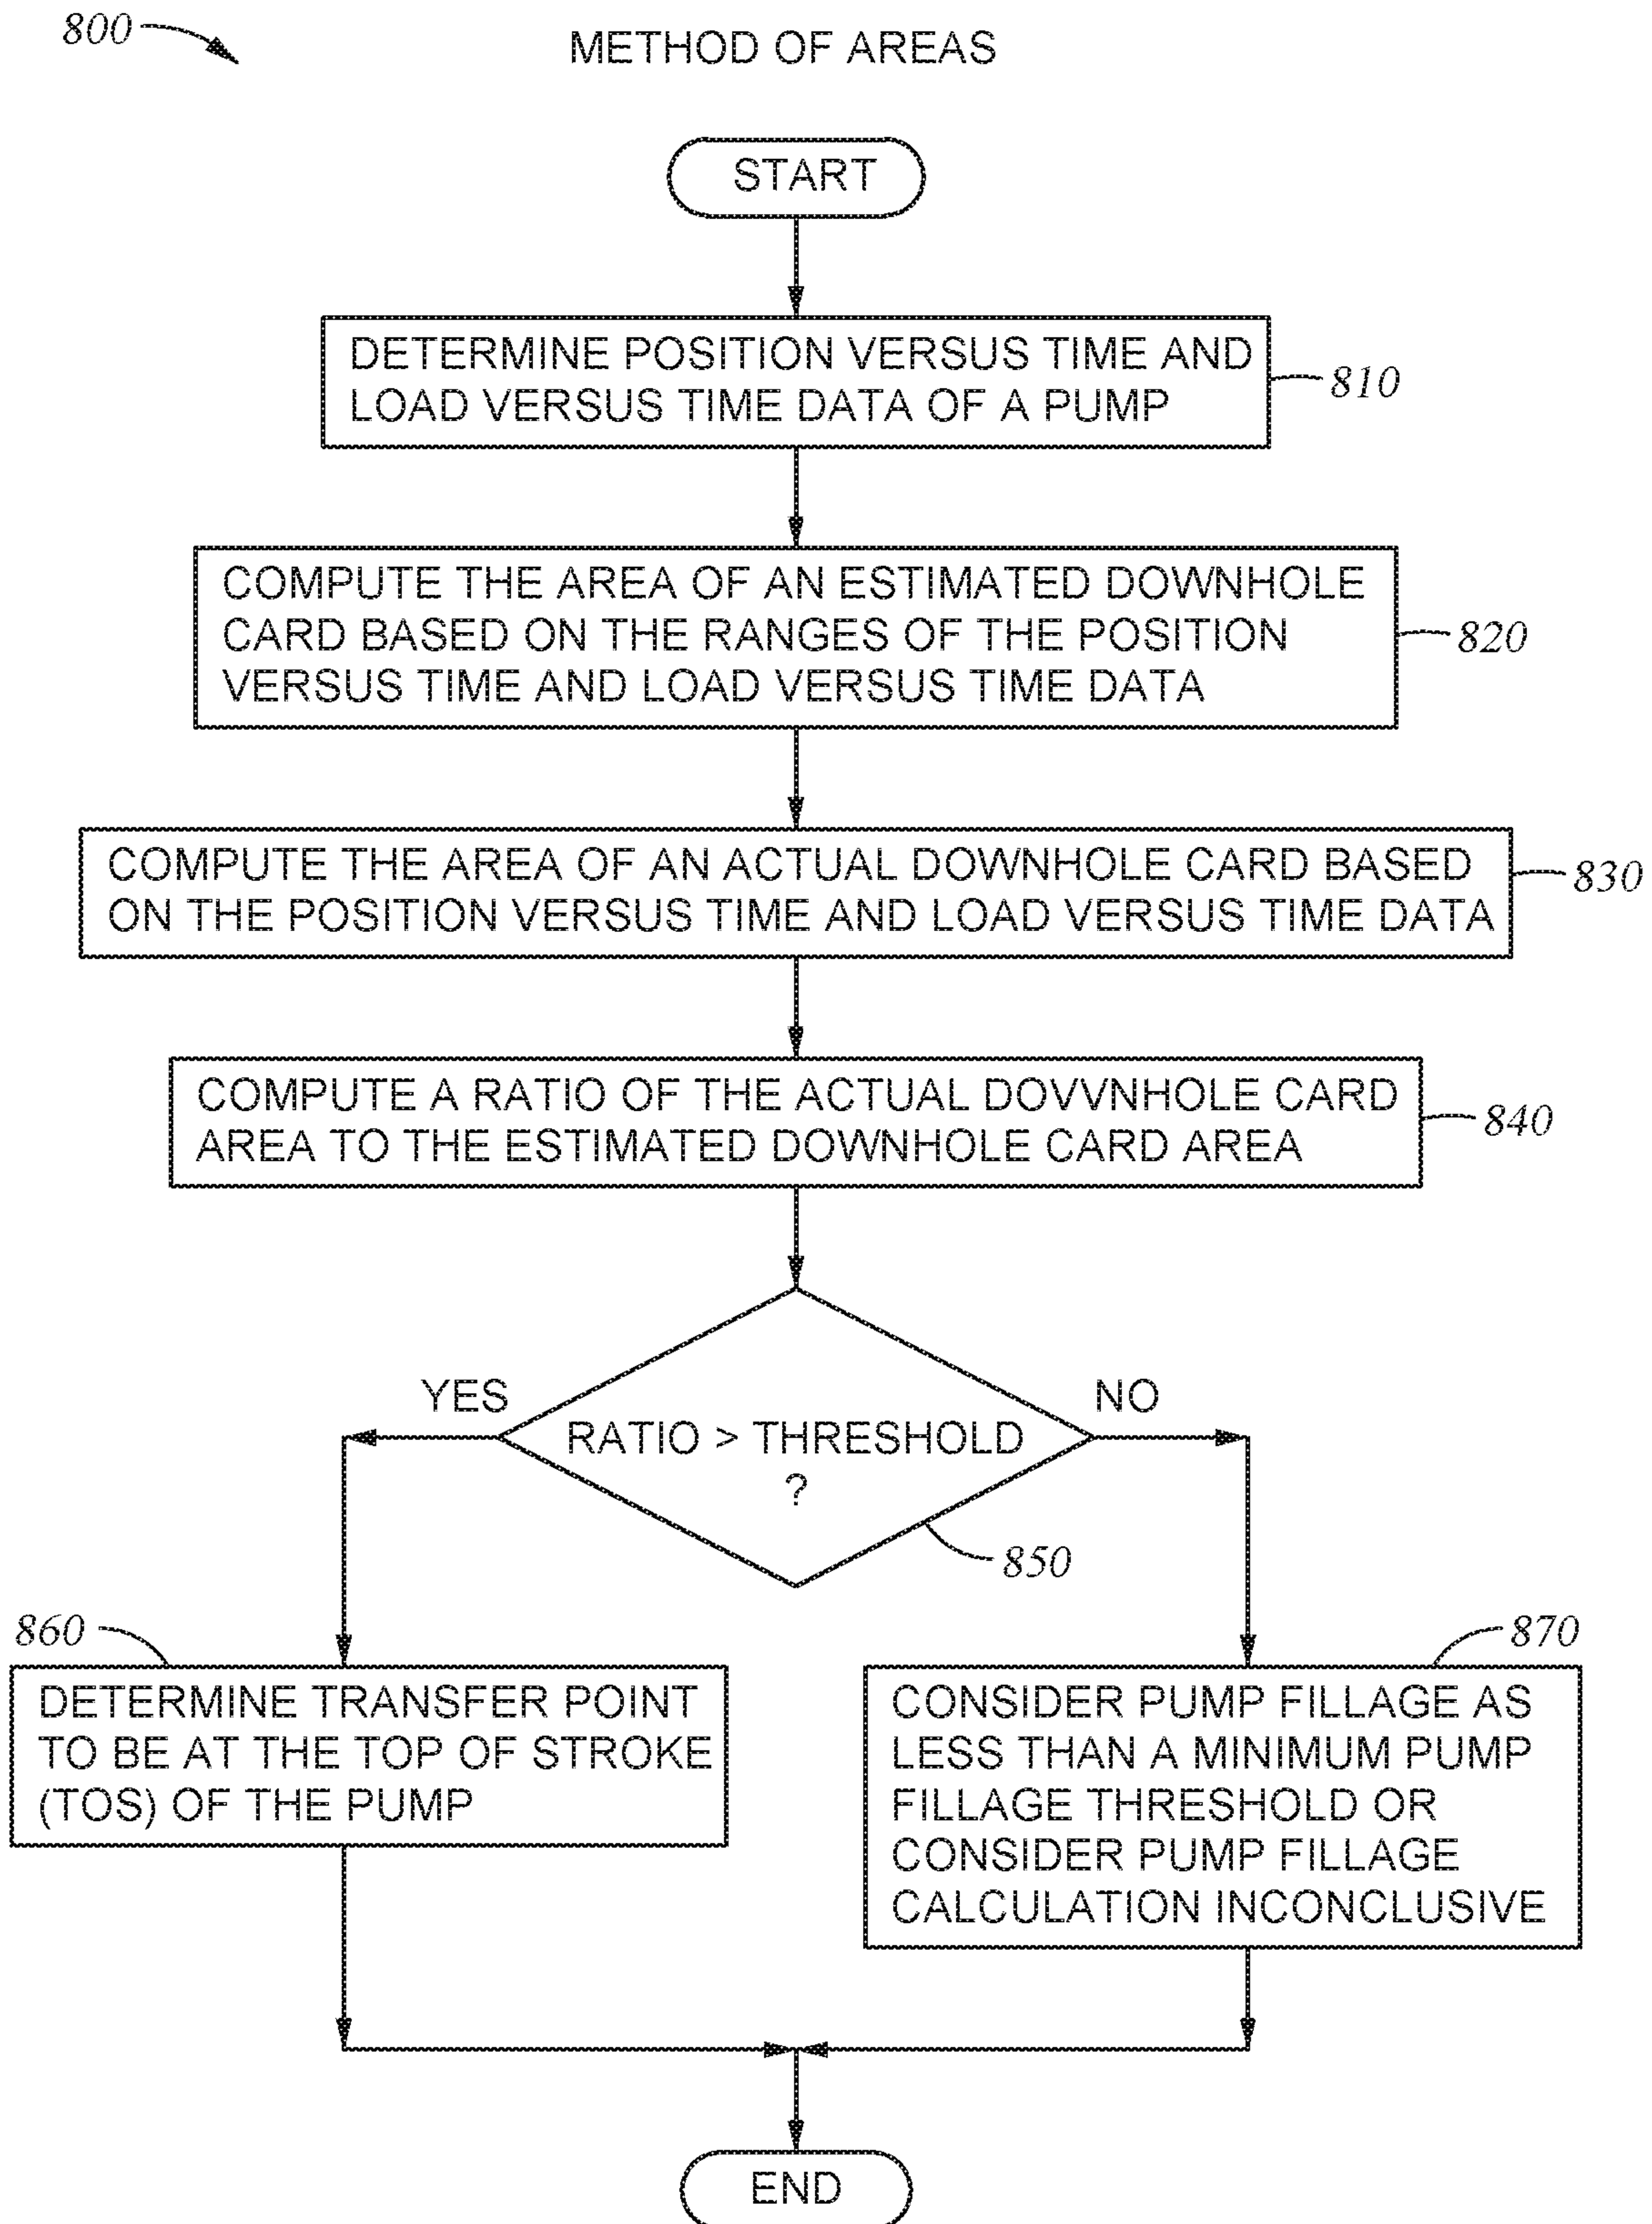 800
METHOD OF AREAS
START
DETERMINE POSITION VERSUS TIME AND
LOAD VERSUS TIME DATA OF A PUMP
810
COMPUTE THE AREA OF AN ESTIMATED DOWNHOLE
CARD BASED ON THE RANGES OF THE POSITION
VERSUS TIME AND LOAD VERSUS TIME DATA
820
COMPUTE THE AREA OF AN ACTUAL DOWNHOLE CARD BASED
ON THE POSITION VERSUS TIME AND LOAD VERSUS TIME DATA
830
COMPUTE A RATIO OF THE ACTUAL DOVVNHOLE CARD
AREA TO THE ESTIMATED DOWNHOLE CARD AREA
840
YES
NO
RATIO > THRESHOLD
?
850
860
DETERMINE TRANSFER POINT
TO BE AT THE TOP OF STROKE
(TOS) OF THE PUMP
870
CONSIDER PUMP FILLAGE AS
LESS THAN A MINIMUM PUMP
FILLAGE THRESHOLD OR
CONSIDER PUMP FILLAGE
CALCULATION INCONCLUSIVE
END